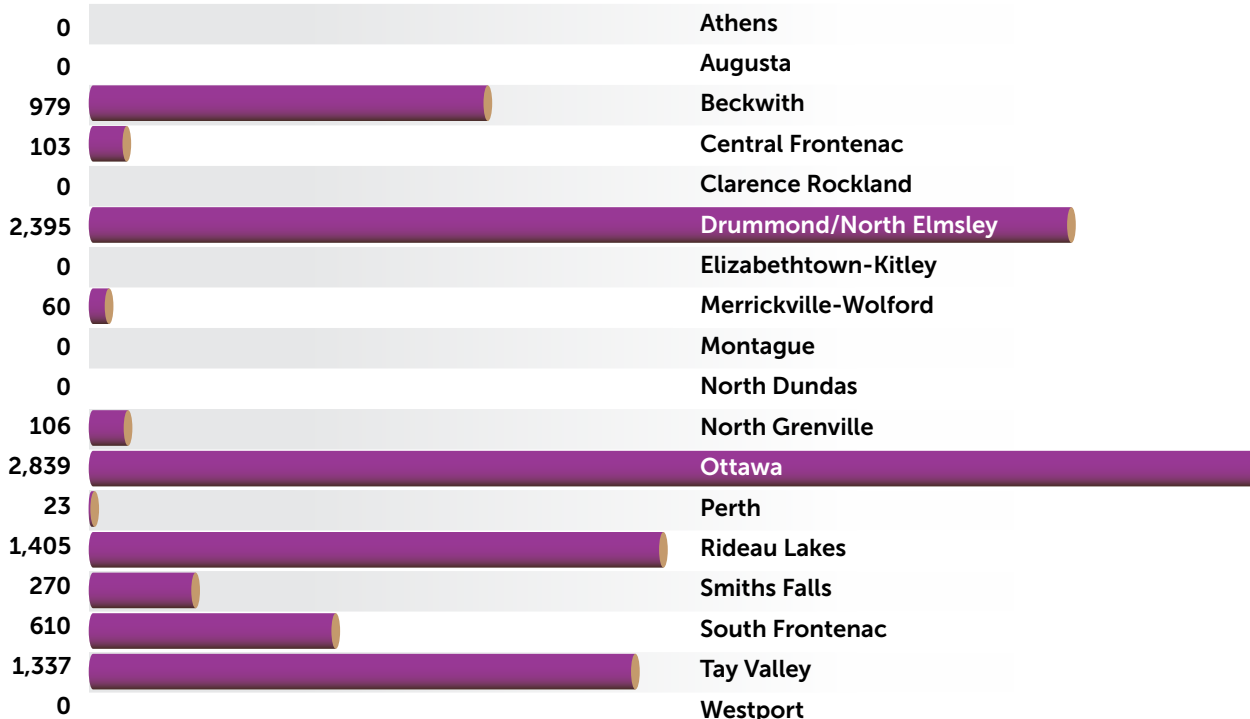 0 Athens
0 Augusta
979 Beckwith
103 Central Frontenac
0 Clarence Rockland
2,395 Drummond/North Elmsley
0 Elizabethtown-Kitley
60 Merrickville-Wolford
0 Montague
0 North Dundas
106 North Grenville
2,839 Ottawa
23 Perth
1,405 Rideau Lakes
270 Smiths Falls
610 South Frontenac
1,337 Tay Valley
0 Westport